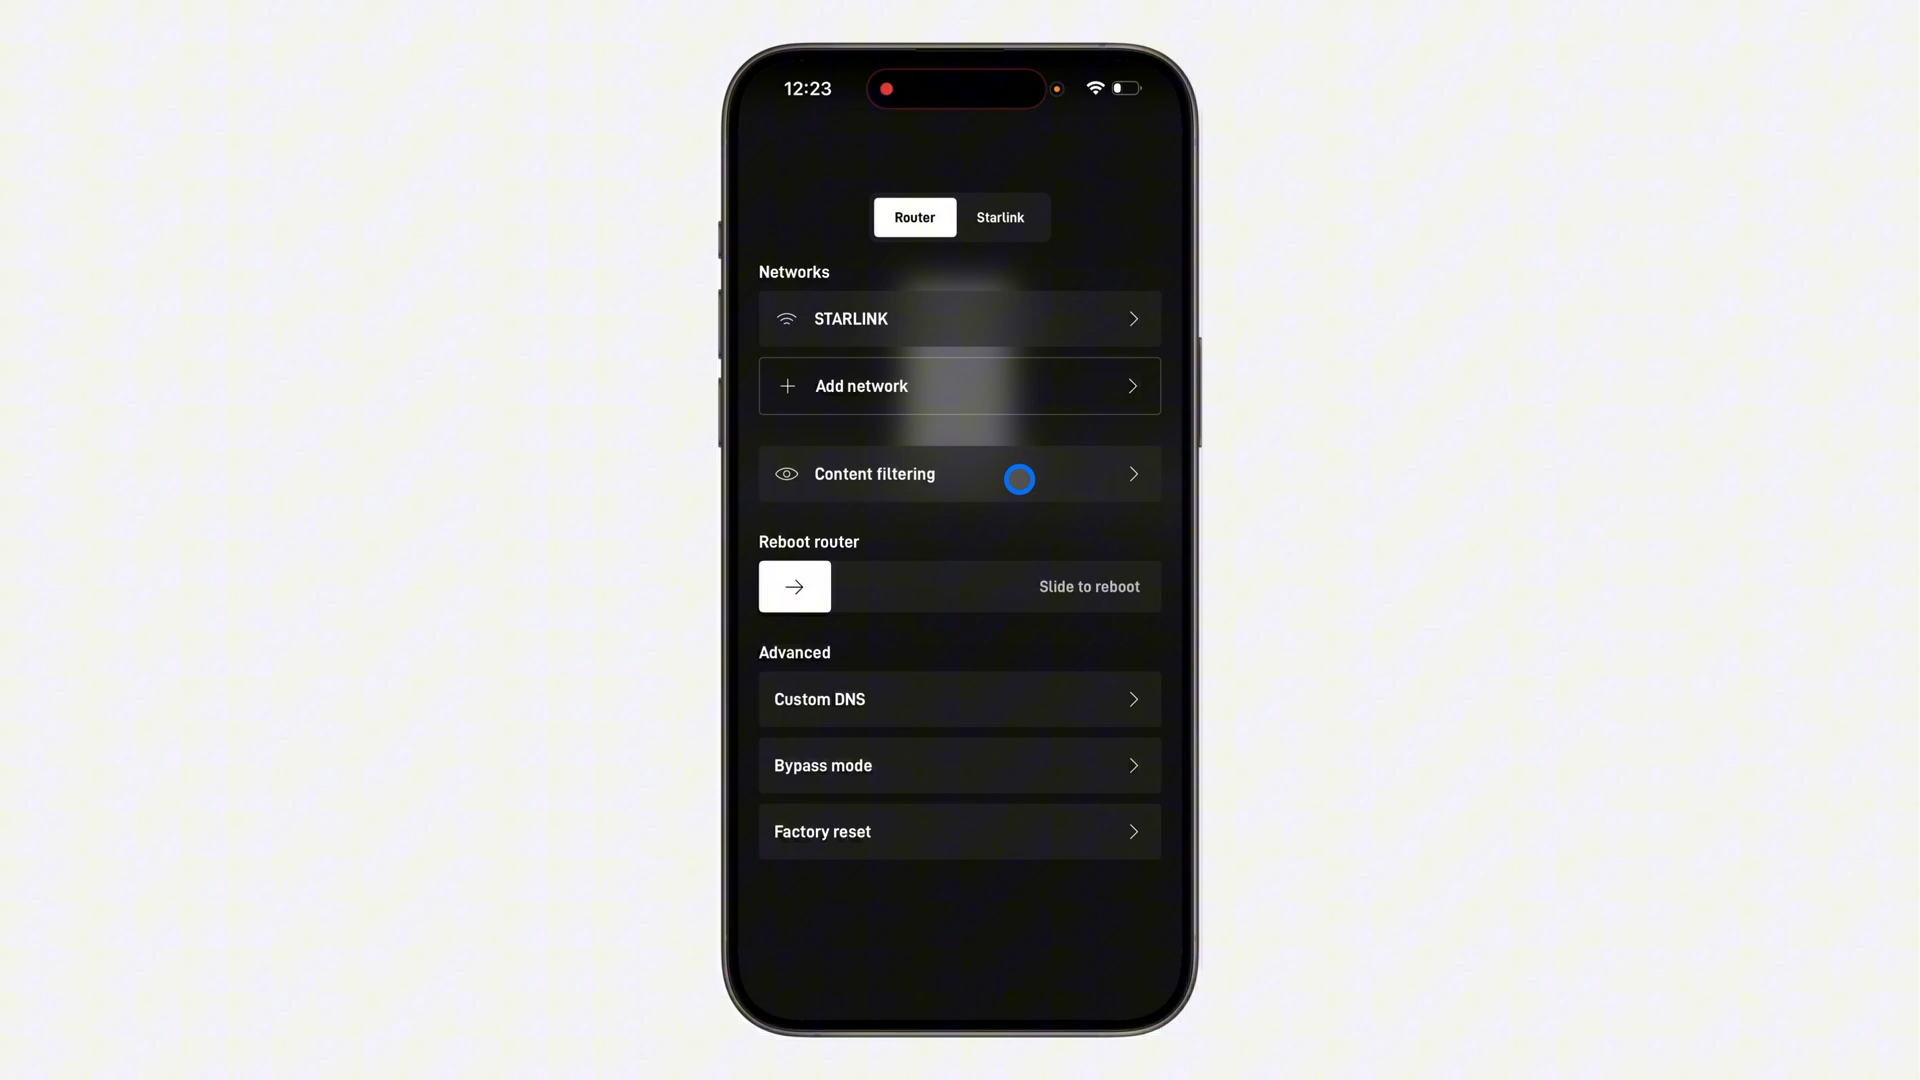 12:23
Router
Starlink
Networks
STARLINK
Add network
Content filtering
Reboot router
Slide to reboot
Advanced
Custom DNS
Bypass mode
Factory reset